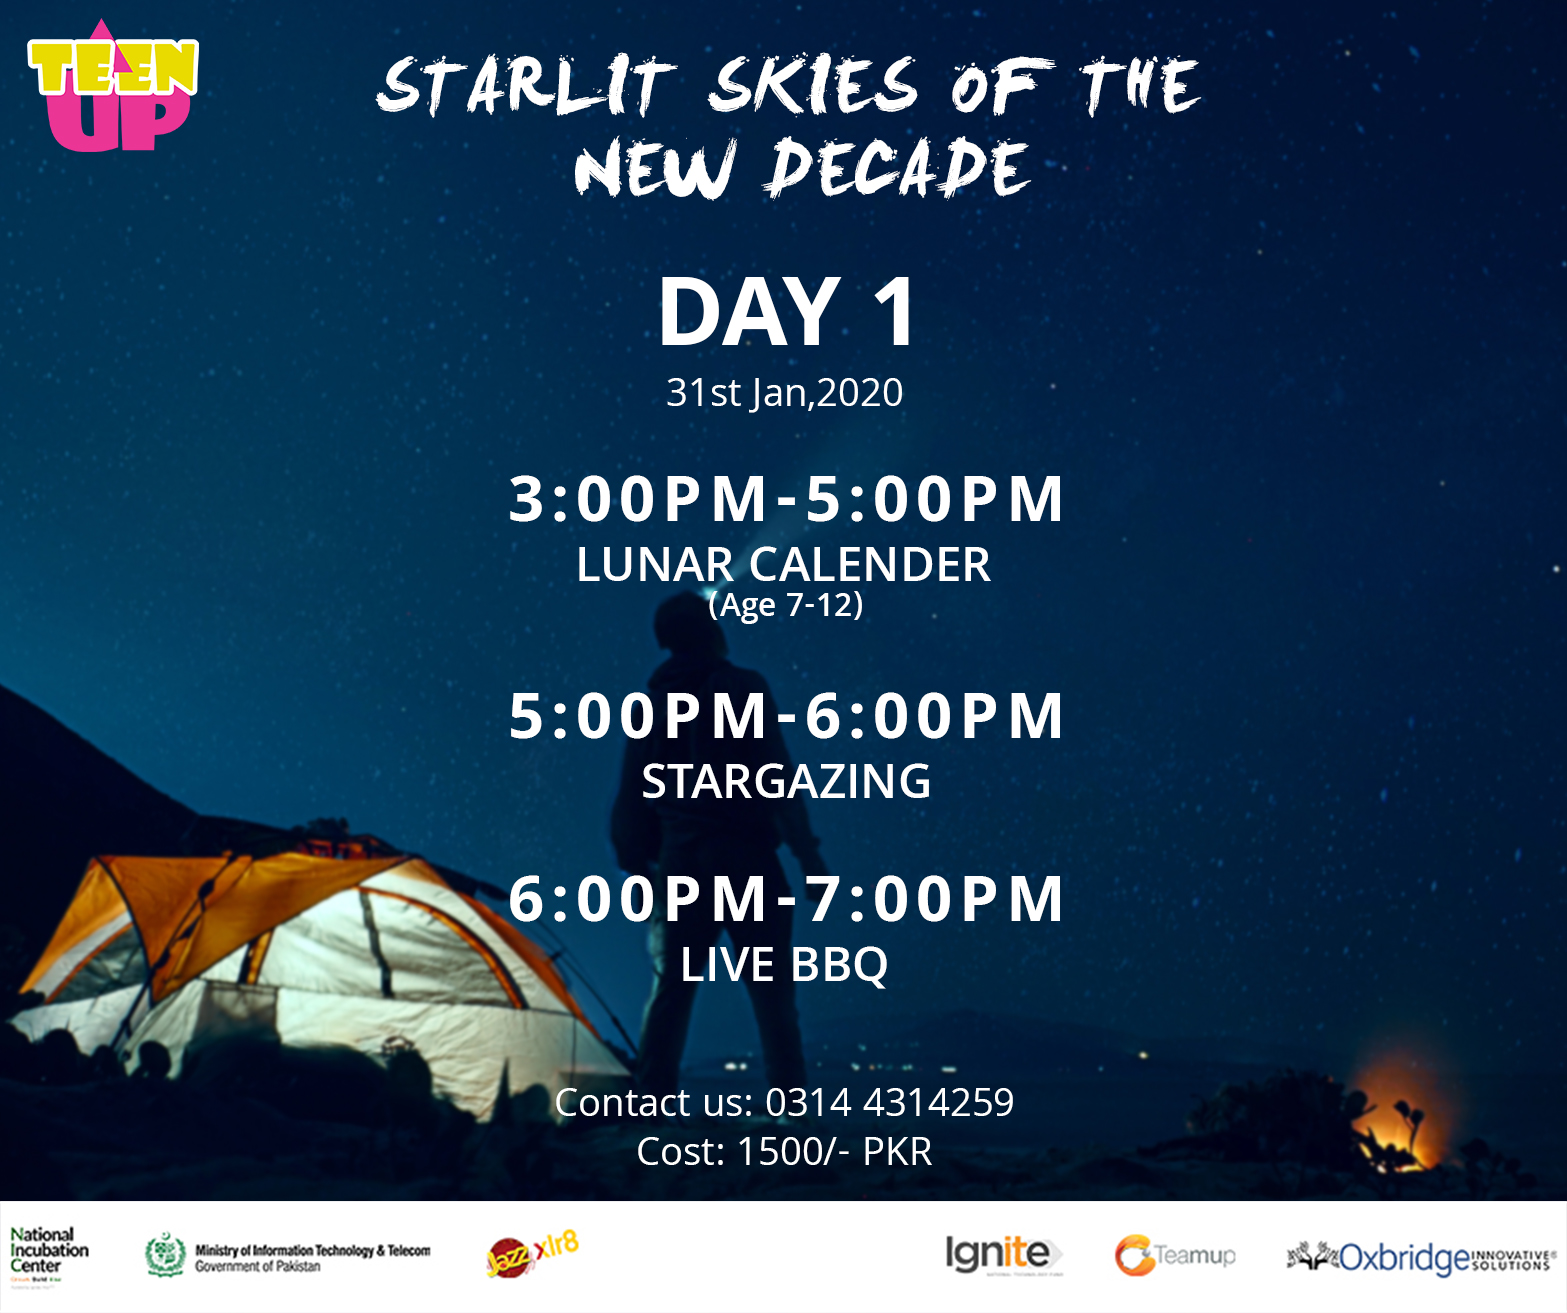 TEEN
UP
STARLIT SKIES OF THE
NEW DECADE
DAY 1
31st Jan,2020
3:00PM-5:00PM
LUNAR CALENDER
(Age 7-12)
5:00PM-6:00PM
STARGAZING
6:00PM-7:00PM
LIVE BBQ
Contact us: 0314 4314259
Cost: 1500/- PKR
National
Incubation
Center
Ministry of Information Technology & Telecom
Government of Pakistan
Jazz xlr8
Ignite
Teamup
Oxbridge INNOVATIVE®
SOLUTIONS